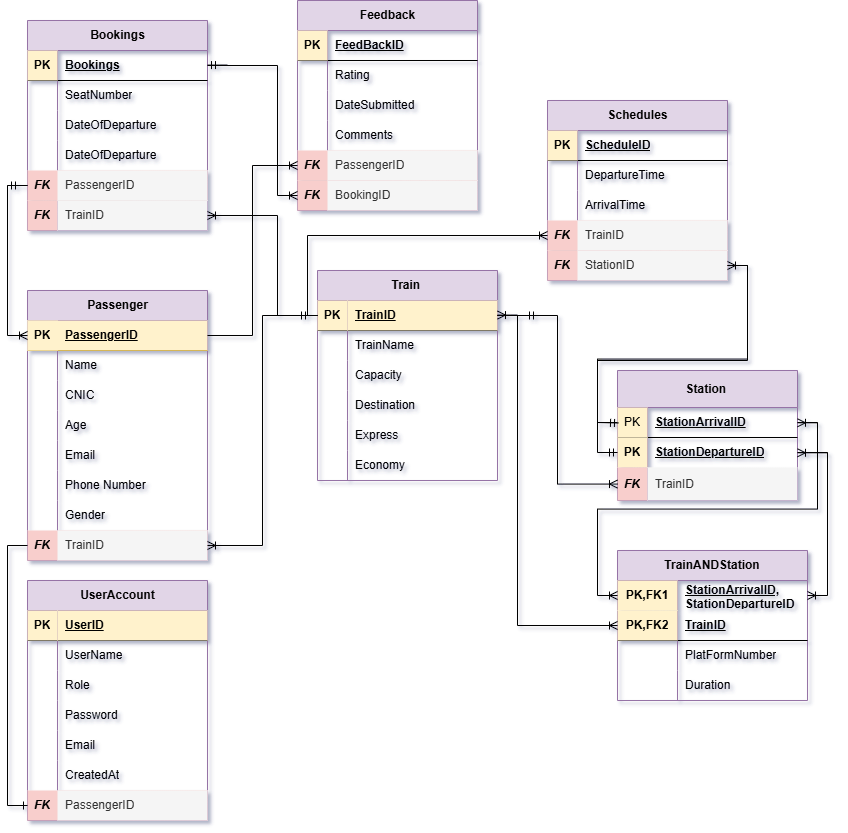 Bookings
PK Bookings
SeatNumber
DateOfDeparture
DateOfDeparture
FK PassengerID
FK TrainID
Feedback
PK FeedBackID
Rating
DateSubmitted
Comments
FK PassengerID
FK BookingID
Schedules
PK ScheduleID
DepartureTime
ArrivalTime
FK TrainID
FK StationID
Passenger
PK PassengerID
Name
CNIC
Age
Email
Phone Number
Gender
FK TrainID
Train
PK TrainID
TrainName
Capacity
Destination
Express
Economy
Station
PK StationArrivalID
PK StationDepartureID
FK TrainID
TrainANDStation
PK,FK1 StationArrivalID,
StationDepartureID
PK,FK2 TrainID
PlatFormNumber
Duration
UserAccount
PK UserID
UserName
Role
Password
Email
CreatedAt
FK PassengerID